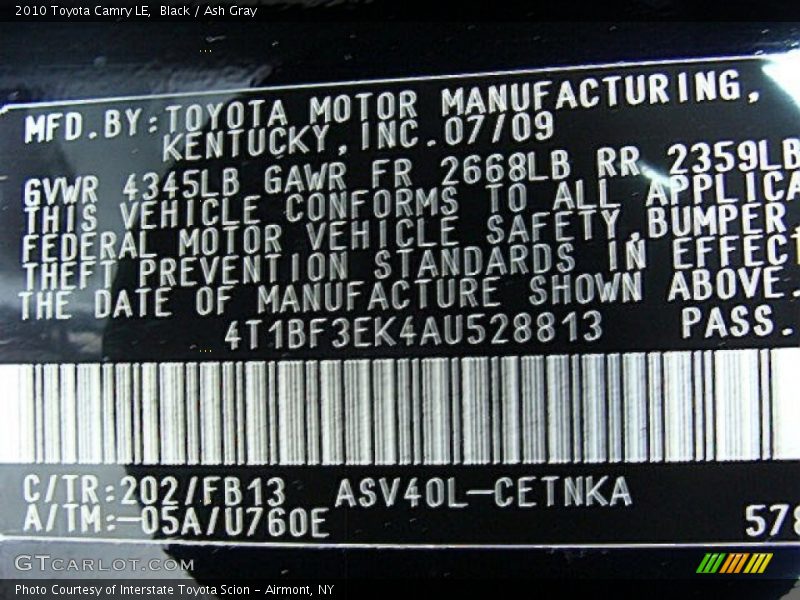 2010 Toyota Camry LE, Black / Ash Gray
MFD.BY:TOYOTA MOTOR MANUFACTURING,
KENTUCKY,INC.07/09
GVWR 4345LB GAWR FR 2668LB RR 2359LB
THIS VEHICLE CONFORMS TO ALL APPLICA
FEDERAL MOTOR VEHICLE SAFETY,BUMPER,
THEFT PREVENTION STANDARDS IN EFFECT
THE DATE OF MANUFACTURE SHOWN ABOVE.
4T1BF3EK4AU528813 PASS.
C/TR:202/FB13 ASV40L-CETNKA
A/TM:-05A/U760E 578
GTCARLOT.COM
Photo Courtesy of Interstate Toyota Scion - Airmont, NY